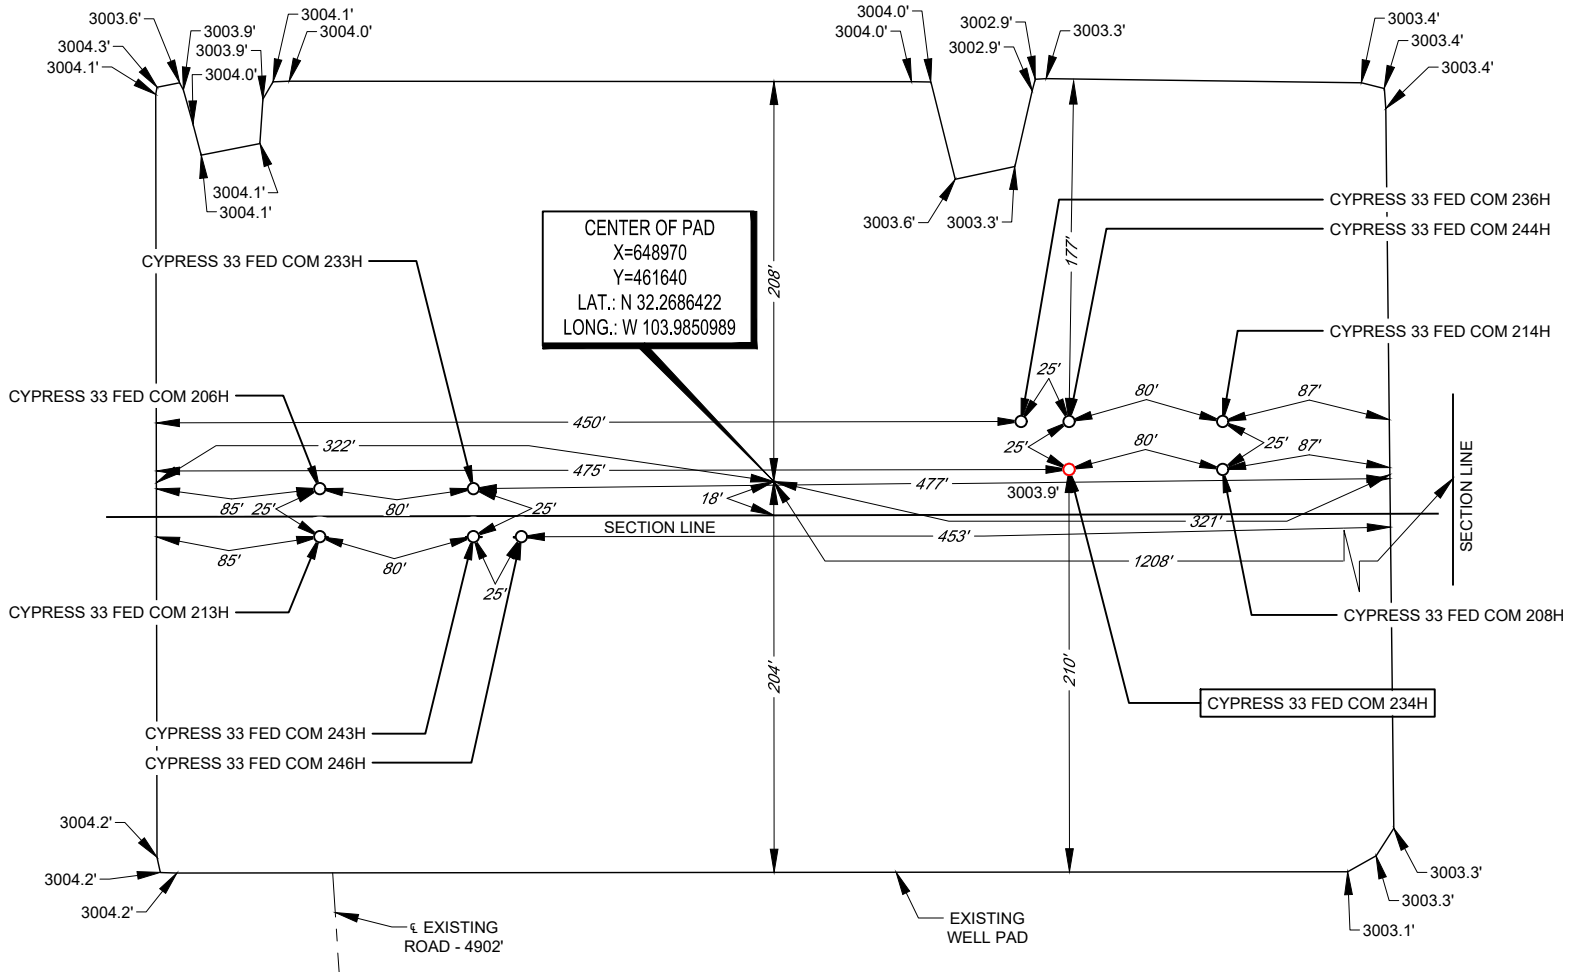 3003.6'
3004.1'
3004.0'
3004.0'
3002.9'
3003.3'
3003.4'
3004.3'
3003.9'
3003.9'
3004.0'
2002.9'
3003.4'
3004.1'
3004.0'
3003.4'
3004.1'
3004.1'
3003.6'
3003.3'
CYPRESS 33 FED COM 236H
CYPRESS 33 FED COM 244H
CENTER OF PAD
X=648970
Y=461640
LAT.: N 32.2686422
LONG.: W 103.9850989
208'
177'
CYPRESS 33 FED COM 233H
CYPRESS 33 FED COM 214H
CYPRESS 33 FED COM 206H
25'
80'
87'
450'
322'
25'
80'
25'
87'
475'
477'
3003.9'
18'
85'
25'
80'
25'
321'
SECTION LINE
SECTION LINE
453'
85'
80'
25'
1208'
CYPRESS 33 FED COM 213H
CYPRESS 33 FED COM 208H
204'
210'
CYPRESS 33 FED COM 234H
CYPRESS 33 FED COM 243H
CYPRESS 33 FED COM 246H
3004.2'
3004.2'
3004.2'
3003.3'
3003.3'
3003.1'
℄ EXISTING
ROAD - 4902'
EXISTING
WELL PAD